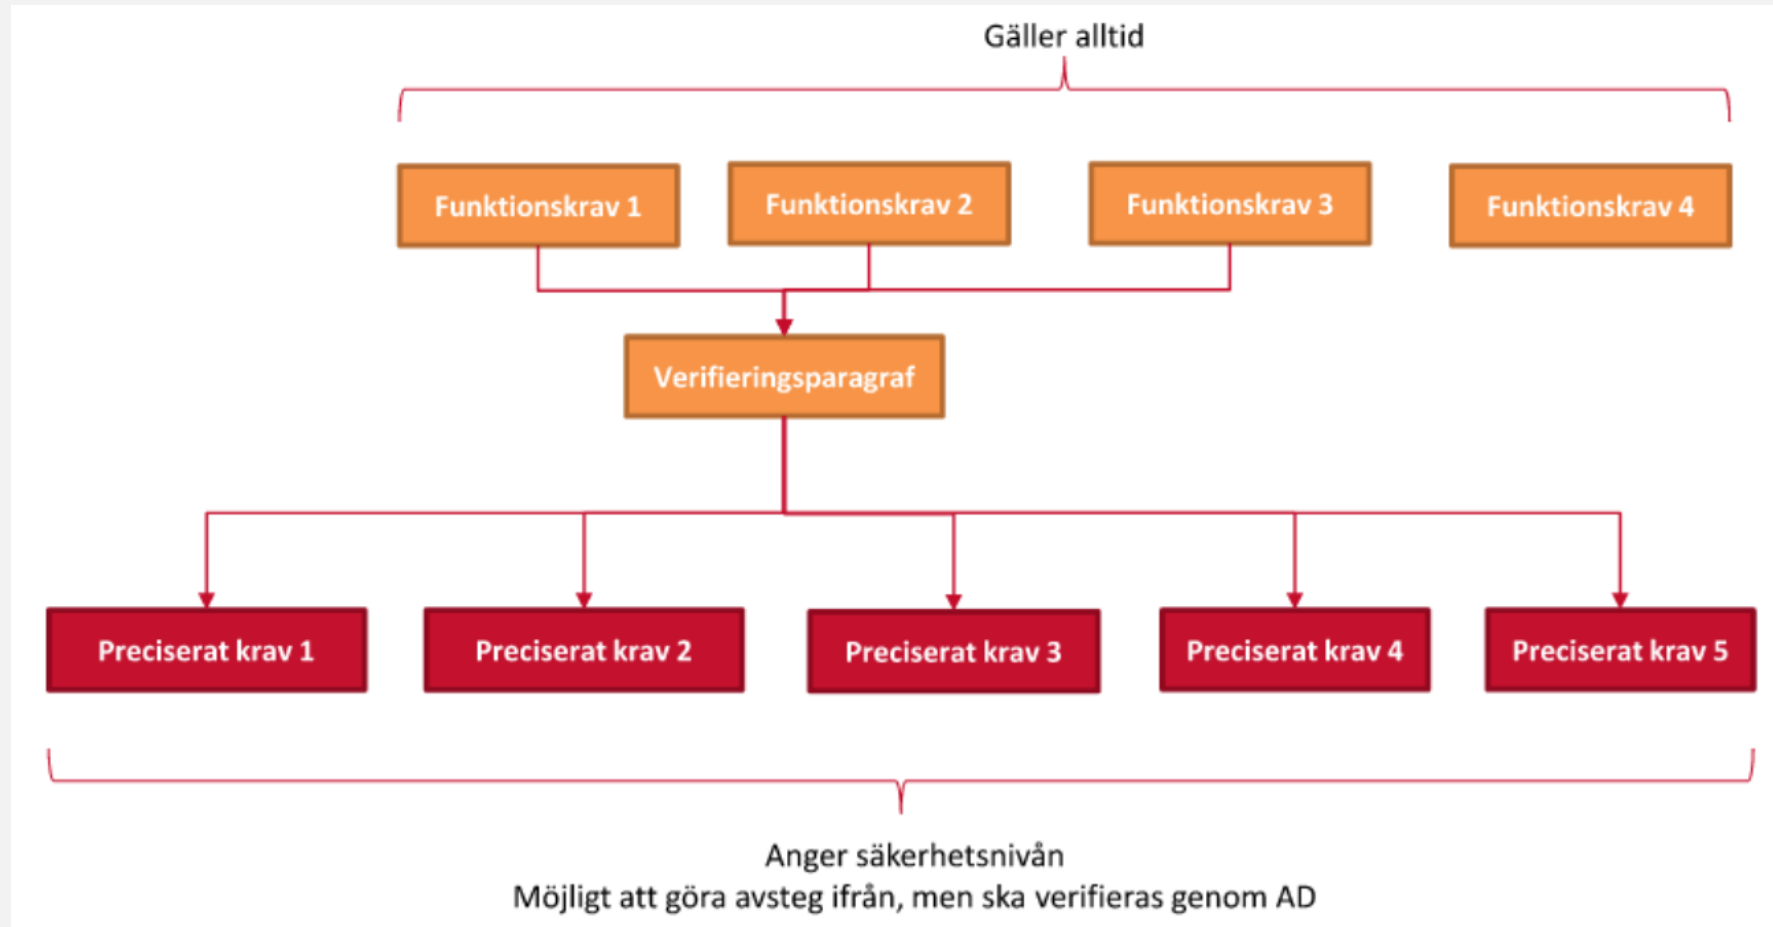 Gäller alltid
Funktionskrav 1
Funktionskrav 2
Funktionskrav 3
Funktionskrav 4
Verifieringsparagraf
Preciserat krav 1
Preciserat krav 2
Preciserat krav 3
Preciserat krav 4
Preciserat krav 5
Anger säkerhetsnivån
Möjligt att göra avsteg ifrån, men ska verifieras genom AD